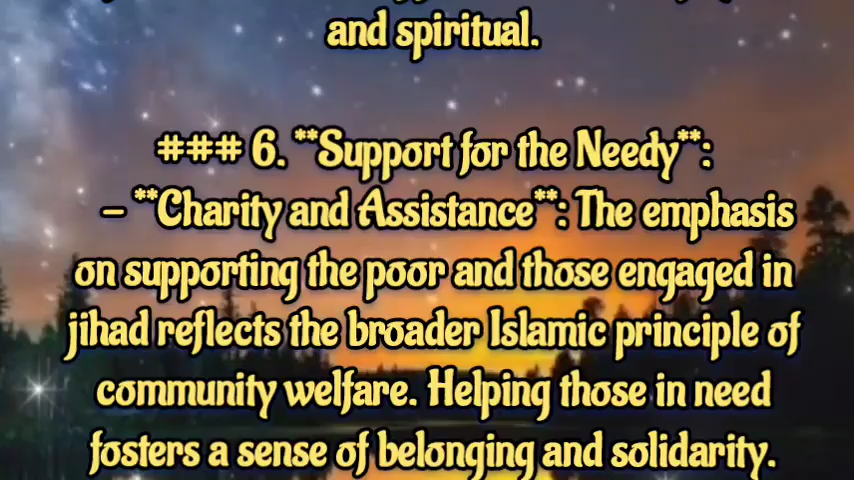 and spiritual.
### 6. **Support for the Needy**:
– **Charity and Assistance**: The emphasis
on supporting the poor and those engaged in
jihad reflects the broader Islamic principle of
community welfare. Helping those in need
fosters a sense of belonging and solidarity.